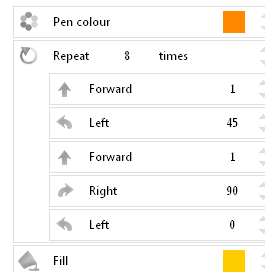 Pen colour
Repeat 8 times
Forward 1
Left 45
Forward 1
Right 90
Left 0
Fill